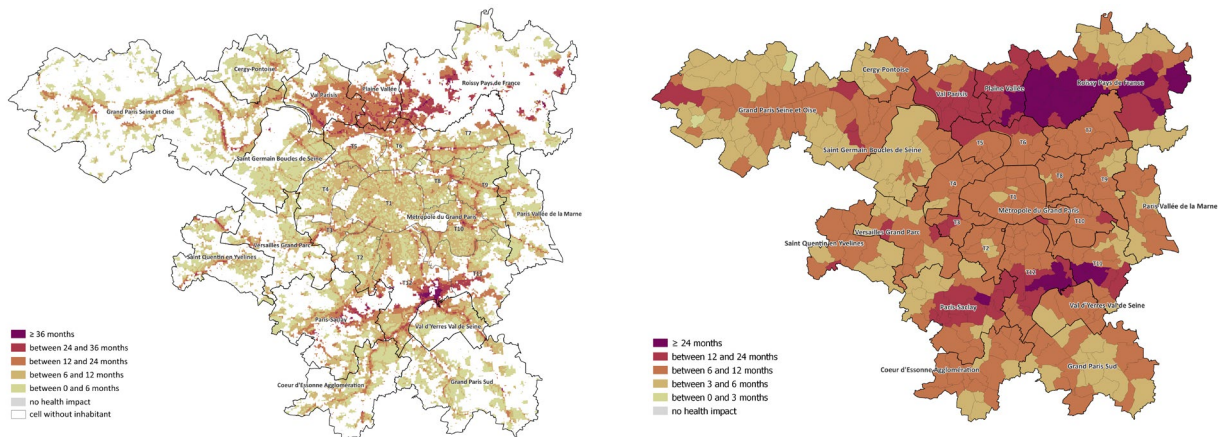 Cergy-Pontoise
Roissy Pays de France
Plaine Vallée
Val Parisis
Grand Paris Seine et Oise
T7
T5
T6
Saint Germain Boucles de Seine
T8
T9
T4
T1
Paris Vallée de la Marne
Métropole du Grand Paris
T10
T3
Versailles Grand Parc
Saint Quentin en Yvelines
T2
T11
T12
Paris-Saclay
Val d'Yerres Val de Seine
Coeur d'Essonne Agglomération
Grand Paris Sud
≥ 36 months
between 24 and 36 months
between 12 and 24 months
between 6 and 12 months
between 0 and 6 months
no health impact
cell without inhabitant
Cergy-Pontoise
Roissy Pays de France
Plaine Vallée
Val Parisis
Grand Paris Seine et Oise
T7
T5
T6
Saint Germain Boucles de Seine
T8
T9
T4
T1
Paris Vallée de la Marne
Métropole du Grand Paris
T10
T3
Versailles Grand Parc
Saint Quentin en Yvelines
T2
T11
T12
Paris-Saclay
Val d'Yerres Val de Seine
Coeur d'Essonne Agglomération
Grand Paris Sud
≥ 24 months
between 12 and 24 months
between 6 and 12 months
between 3 and 6 months
between 0 and 3 months
no health impact